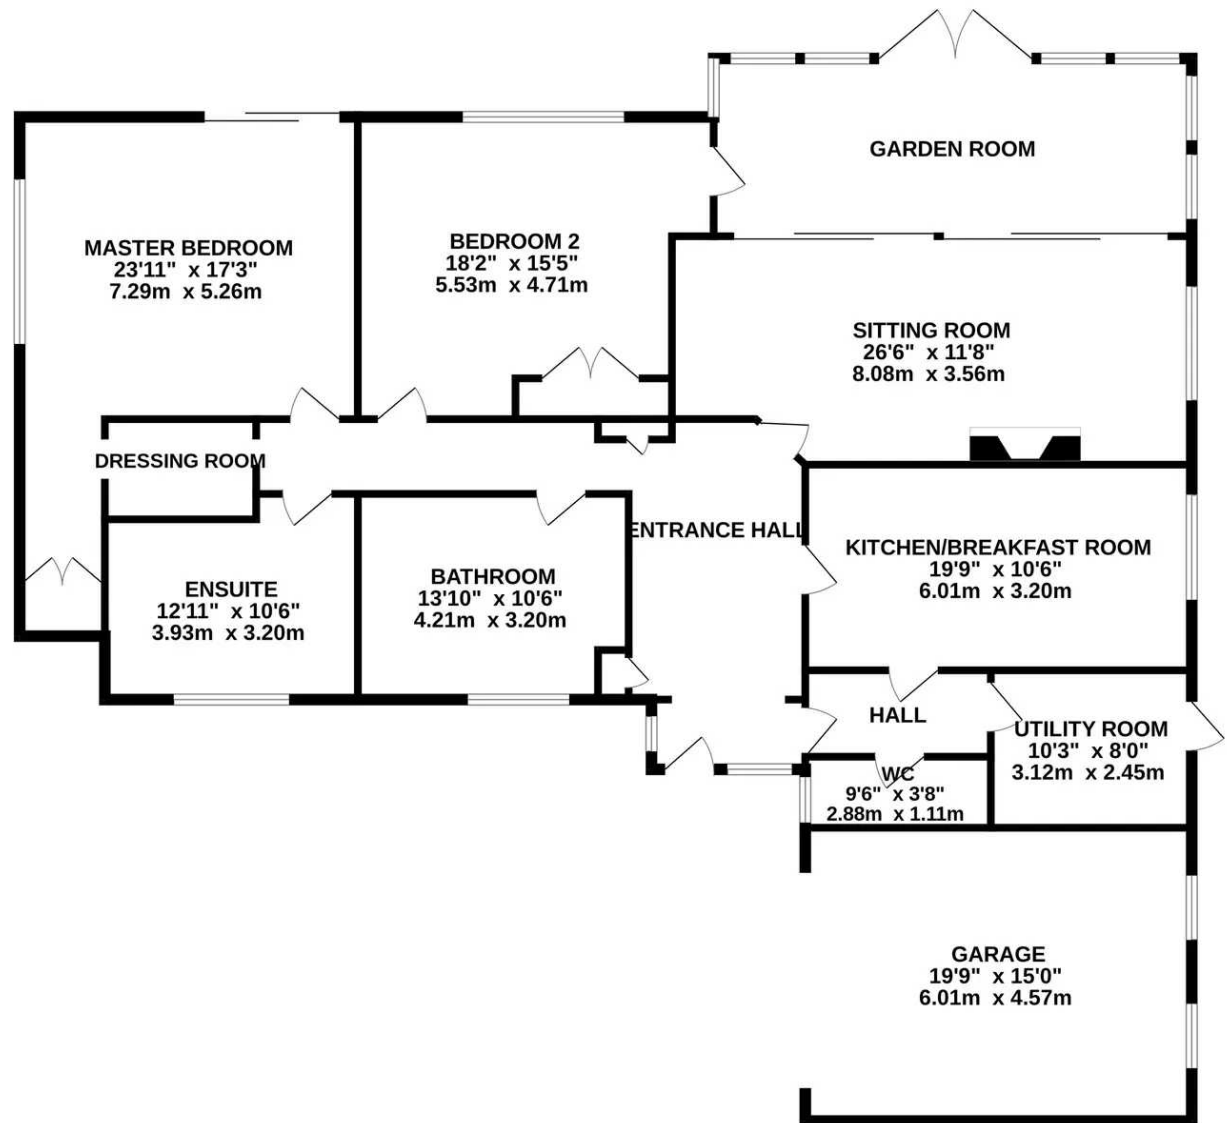 GARDEN ROOM
MASTER BEDROOM
23'11" x 17'3"
7.29m x 5.26m
BEDROOM 2
18'2" x 15'5"
5.53m x 4.71m
SITTING ROOM
26'6" x 11'8"
8.08m x 3.56m
DRESSING ROOM
ENTRANCE HALL
KITCHEN/BREAKFAST ROOM
19'9" x 10'6"
6.01m x 3.20m
ENSUITE
12'11" x 10'6"
3.93m x 3.20m
BATHROOM
13'10" x 10'6"
4.21m x 3.20m
HALL
UTILITY ROOM
10'3" x 8'0"
3.12m x 2.45m
WC
9'6" x 3'8"
2.88m x 1.11m
GARAGE
19'9" x 15'0"
6.01m x 4.57m